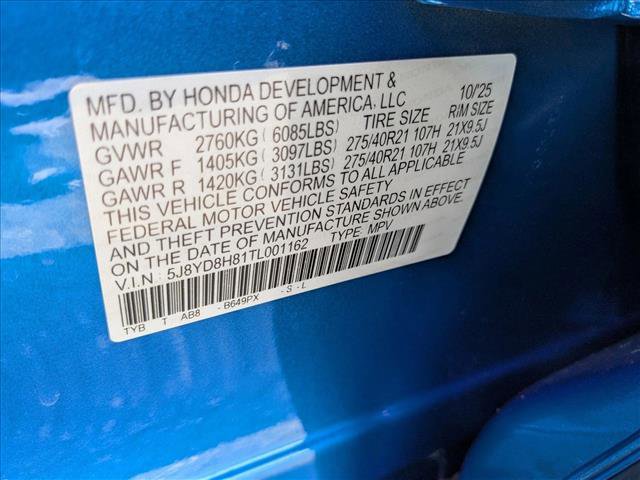 MFD. BY HONDA DEVELOPMENT & 10/25
MANUFACTURING OF AMERICA, LLC
GVWR 2760KG (6085LBS) TIRE SIZE RIM SIZE
GAWR F 1405KG (3097LBS) 275/40R21 107H 21X9.5J
GAWR R 1420KG (3131LBS) 275/40R21 107H 21X9.5J
THIS VEHICLE CONFORMS TO ALL APPLICABLE
FEDERAL MOTOR VEHICLE SAFETY
AND THEFT PREVENTION STANDARDS IN EFFECT
ON THE DATE OF MANUFACTURE SHOWN ABOVE.
V.I.N: 5J8YD8H81TL001162 TYPE: MPV
TYB T AB8 - B649PX - S - L